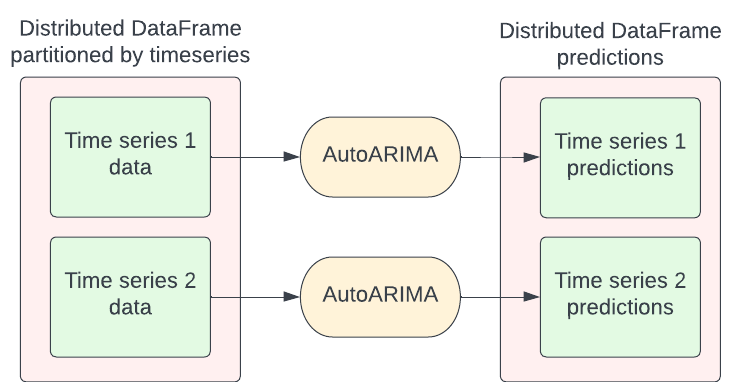 Distributed DataFrame
partitioned by timeseries
Distributed DataFrame
predictions
Time series 1
data
AutoARIMA
Time series 1
predictions
Time series 2
data
AutoARIMA
Time series 2
predictions